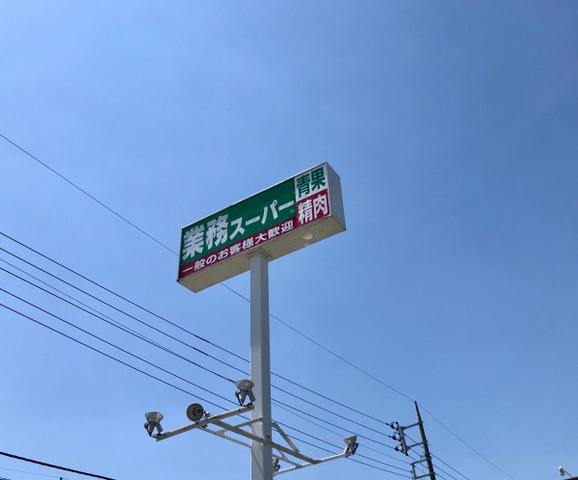 業務スーパー
一般のお客様大歓迎
青果
精肉